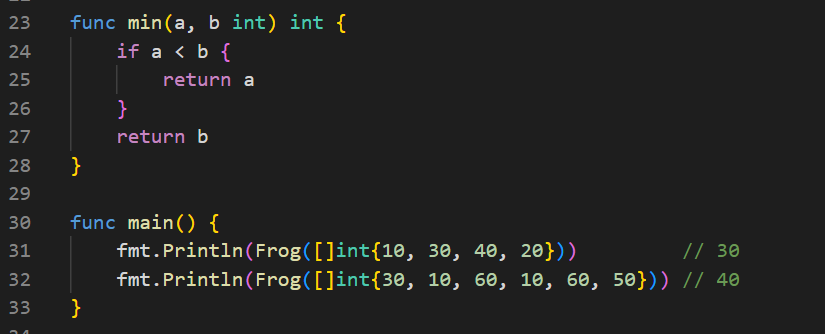 23 func min(a, b int) int {
24     if a < b {
25         return a
26     }
27     return b
28 }
29
30 func main() {
31     fmt.Println(Frog([]int{10, 30, 40, 20}))         // 30
32     fmt.Println(Frog([]int{30, 10, 60, 10, 60, 50})) // 40
33 }